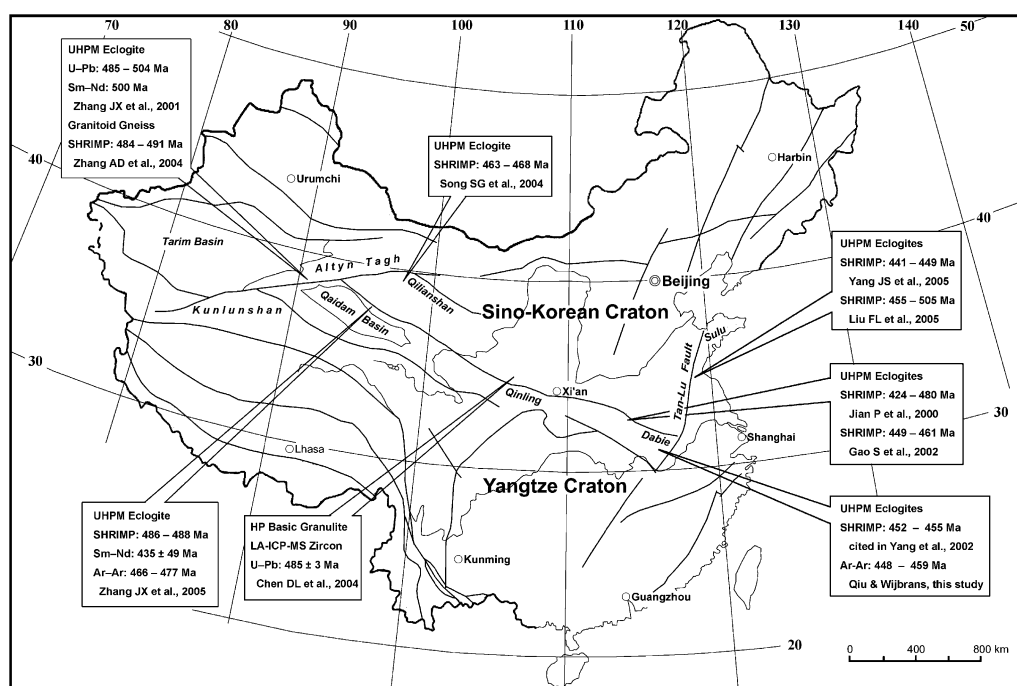 70
80
90
100
110
120
130
140
50
UHPM Eclogite
U–Pb: 485 – 504 Ma
Sm–Nd: 500 Ma
Zhang JX et al., 2001
Granitoid Gneiss
SHRIMP: 484 – 491 Ma
Zhang AD et al., 2004
UHPM Eclogite
SHRIMP: 463 – 468 Ma
Song SG et al., 2004
Harbin
40
Urumchi
40
Tarim Basin
Altyn Tagh
Qilianshan
Beijing
UHPM Eclogites
SHRIMP: 441 – 449 Ma
Yang JS et al., 2005
SHRIMP: 455 – 505 Ma
Liu FL et al., 2005
Kunlunshan
Qaidam
Basin
Sino-Korean Craton
Sulu
Tan-Lu Fault
30
Qinling
Xi'an
UHPM Eclogites
SHRIMP: 424 – 480 Ma
Jian P et al., 2000
SHRIMP: 449 – 461 Ma
Gao S et al., 2002
30
Lhasa
Dabie
Shanghai
Yangtze Craton
UHPM Eclogite
SHRIMP: 486 – 488 Ma
Sm–Nd: 435 ± 49 Ma
Ar–Ar: 466 – 477 Ma
Zhang JX et al., 2005
HP Basic Granulite
LA-ICP-MS Zircon
U–Pb: 485 ± 3 Ma
Chen DL et al., 2004
Kunming
Guangzhou
UHPM Eclogites
SHRIMP: 452 – 455 Ma
cited in Yang et al., 2002
Ar-Ar: 448 – 459 Ma
Qiu & Wijbrans, this study
20
0 400 800 km